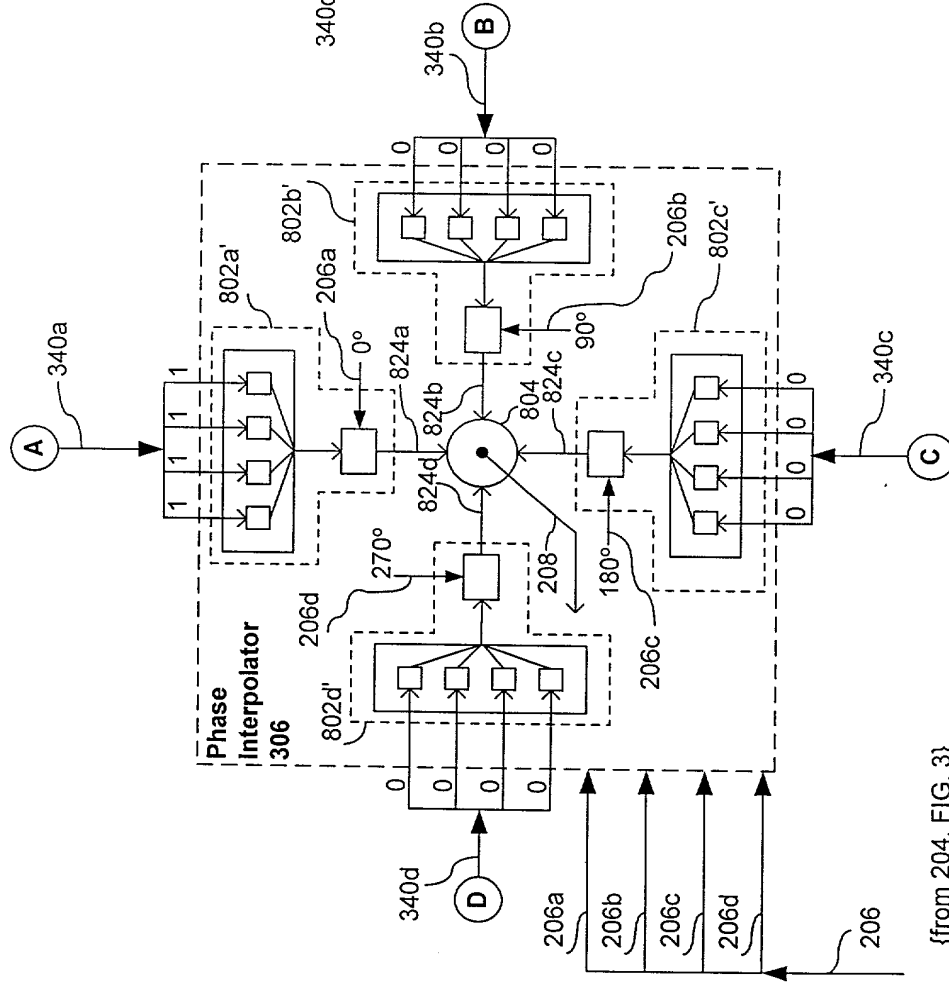 340d
A
340a
802a'
206a
0°
824a
1
1
1
1
Phase
Interpolator
306
B
340b
0
0
0
0
802b'
206b
90°
824b
804
824c
824d
208
270°
206d
802d'
0
0
0
0
340d
D
180°
206c
802c'
0
0
0
0
340c
C
206a
206b
206c
206d
206
{from 204, FIG. 3}